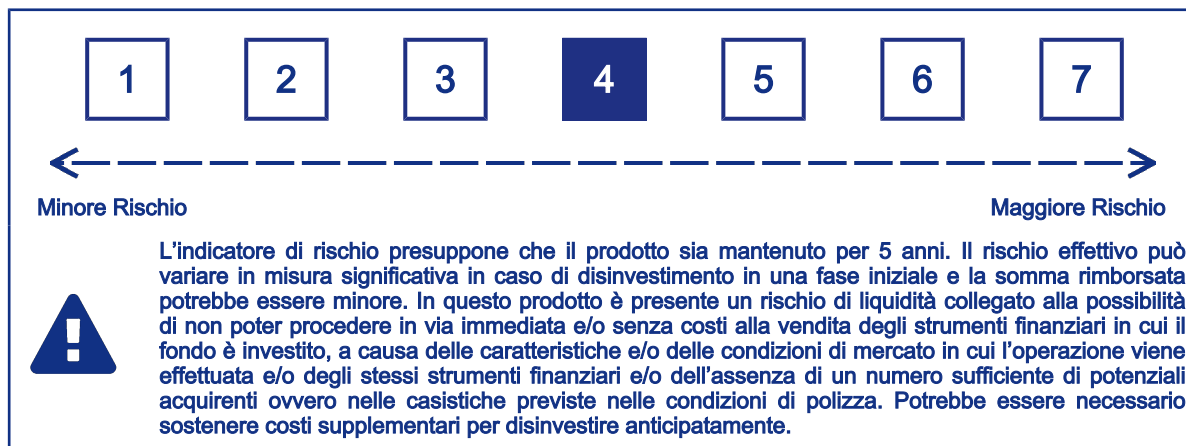 1 2 3 4 5 6 7
Minore Rischio Maggiore Rischio
L'indicatore di rischio presuppone che il prodotto sia mantenuto per 5 anni. Il rischio effettivo può
variare in misura significativa in caso di disinvestimento in una fase iniziale e la somma rimborsata
potrebbe essere minore. In questo prodotto è presente un rischio di liquidità collegato alla possibilità
di non poter procedere in via immediata e/o senza costi alla vendita degli strumenti finanziari in cui il
fondo è investito, a causa delle caratteristiche e/o delle condizioni di mercato in cui l'operazione viene
effettuata e/o degli stessi strumenti finanziari e/o dell'assenza di un numero sufficiente di potenziali
acquirenti ovvero nelle casistiche previste nelle condizioni di polizza. Potrebbe essere necessario
sostenere costi supplementari per disinvestire anticipatamente.